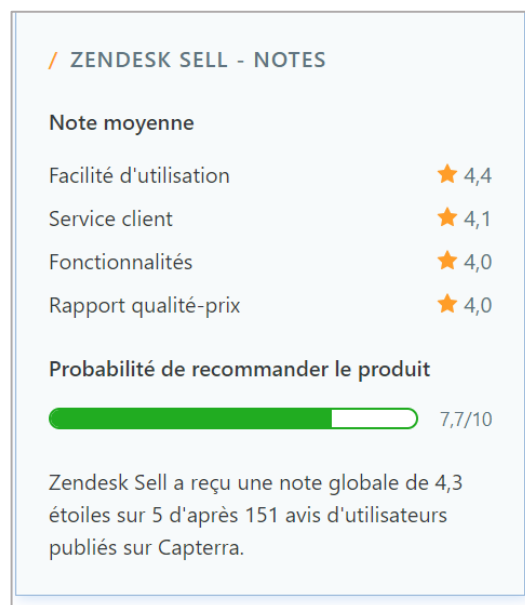 / ZENDESK SELL - NOTES
Note moyenne
Facilité d'utilisation 4,4
Service client 4,1
Fonctionnalités 4,0
Rapport qualité-prix 4,0
Probabilité de recommander le produit
7,7/10
Zendesk Sell a reçu une note globale de 4,3
étoiles sur 5 d'après 151 avis d'utilisateurs
publiés sur Capterra.